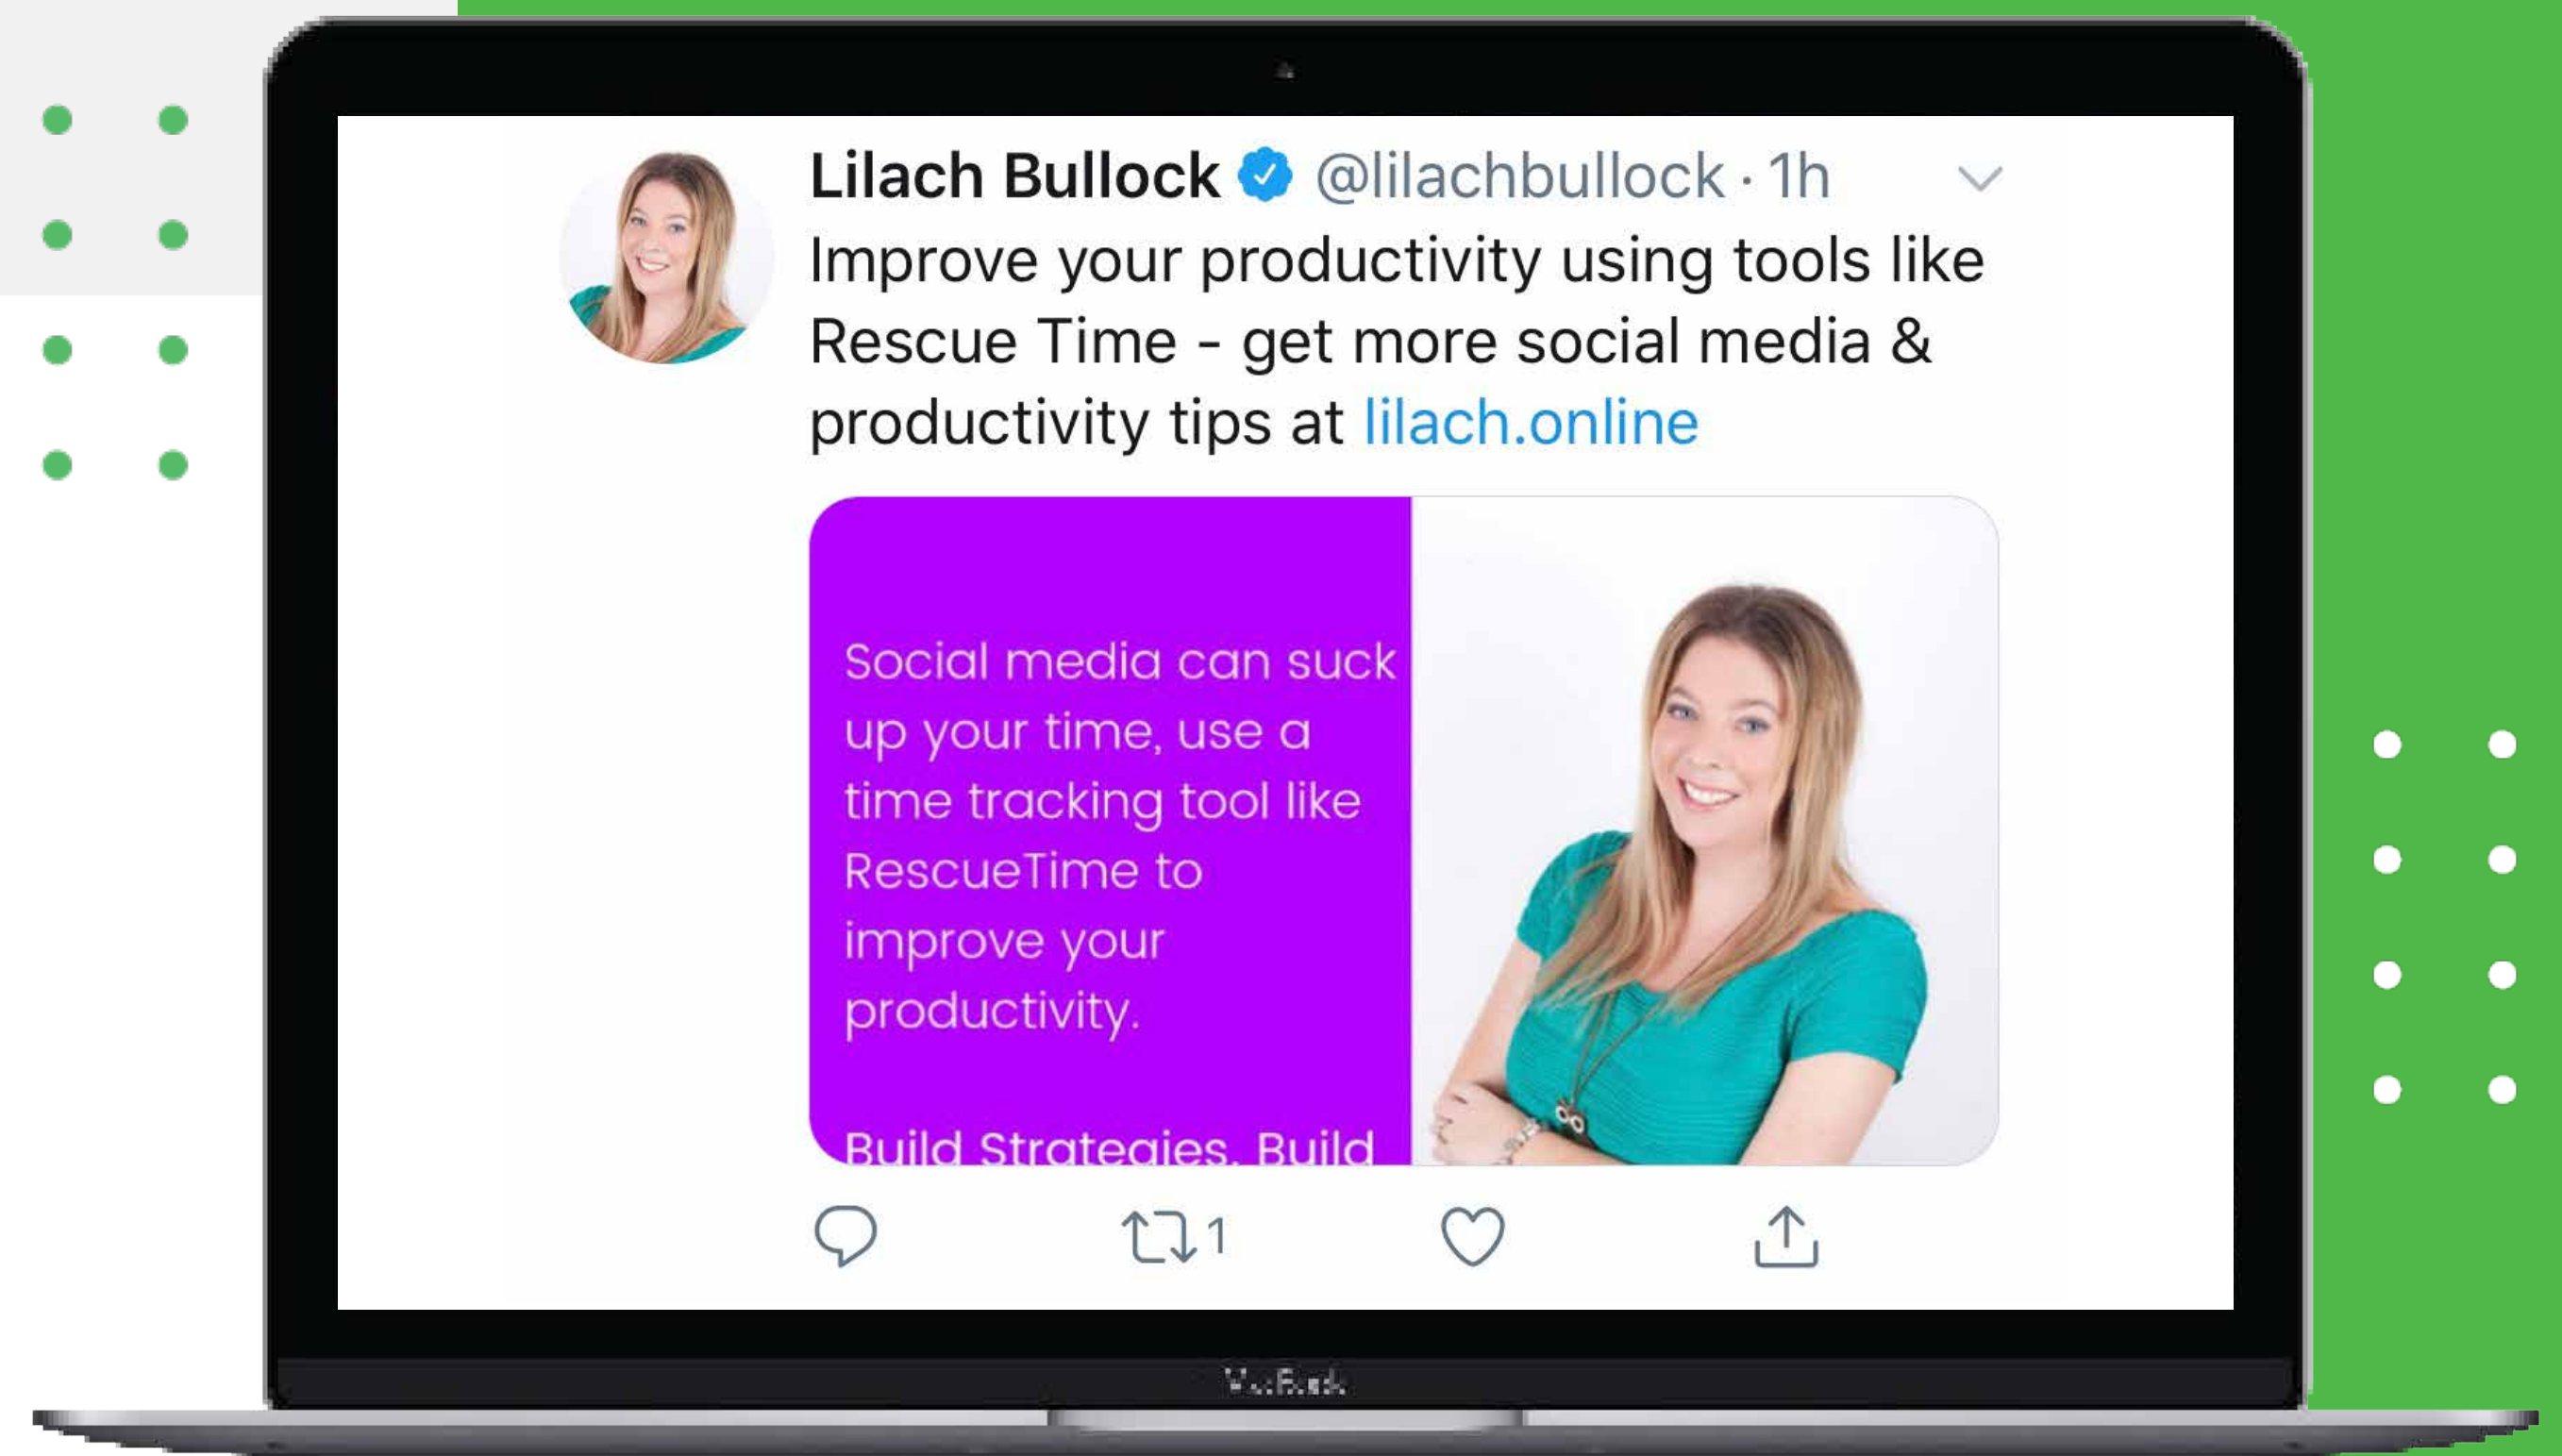 Lilach Bullock @lilachbullock · 1h
Improve your productivity using tools like
Rescue Time - get more social media &
productivity tips at lilach.online
Social media can suck
up your time, use a
time tracking tool like
RescueTime to
improve your
productivity.
Build Strategies. Build
1